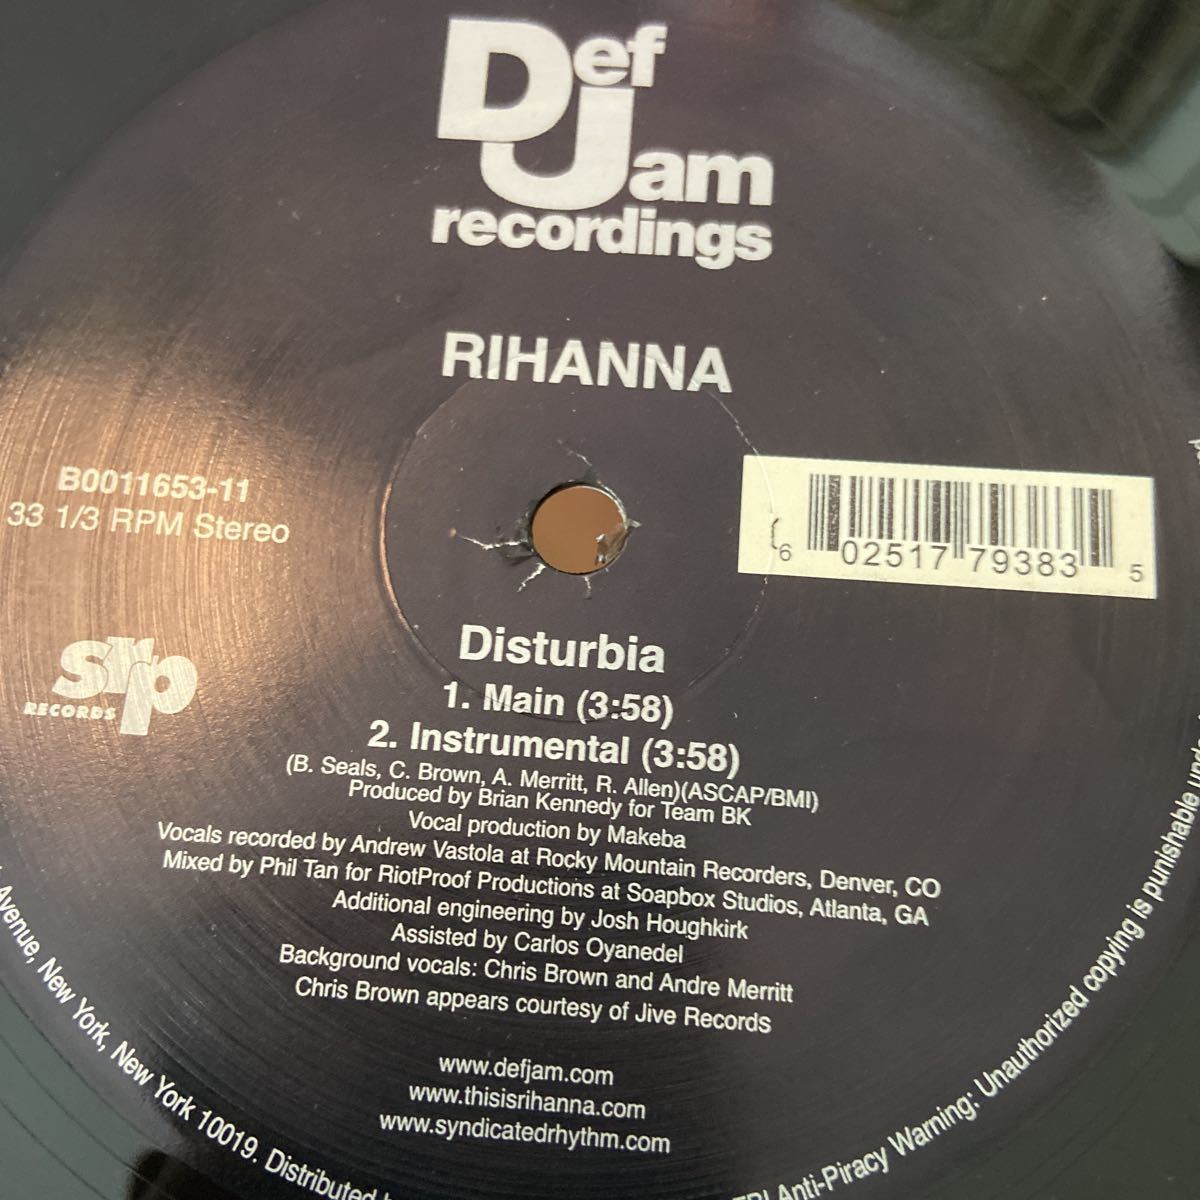 Def
Jam
recordings
RIHANNA
B0011653-11
33 1/3 RPM Stereo
6 02517 79383 5
srp
RECORDS
Disturbia
1. Main (3:58)
2. Instrumental (3:58)
(B. Seals, C. Brown, A. Merritt, R. Allen)(ASCAP/BMI)
Produced by Brian Kennedy for Team BK
Vocal production by Makeba
Vocals recorded by Andrew Vastola at Rocky Mountain Recorders, Denver, CO
Mixed by Phil Tan for RiotProof Productions at Soapbox Studios, Atlanta, GA
Additional engineering by Josh Houghkirk
Assisted by Carlos Oyanedel
Background vocals: Chris Brown and Andre Merritt
Chris Brown appears courtesy of Jive Records
www.defjam.com
www.thisisrihanna.com
www.syndicatedrhythm.com
Avenue, New York, New York 10019. Distributed
Anti-Piracy Warning: Unauthorized copying is punishable